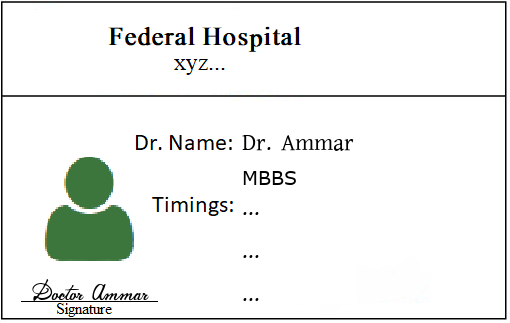 Federal Hospital
xyz...
Dr. Name: Dr. Ammar
MBBS
Timings: ...
...
...
Doctor Ammar
Signature